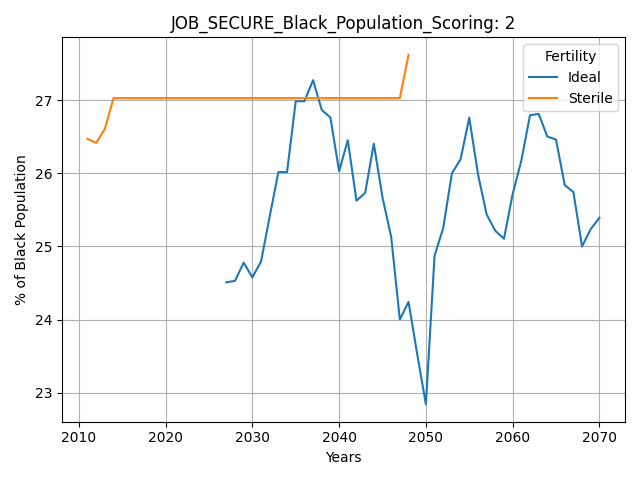 JOB_SECURE_Black_Population_Scoring: 2
Fertility
Ideal
Sterile
% of Black Population
27
26
25
24
23
2010 2020 2030 2040 2050 2060 2070
Years